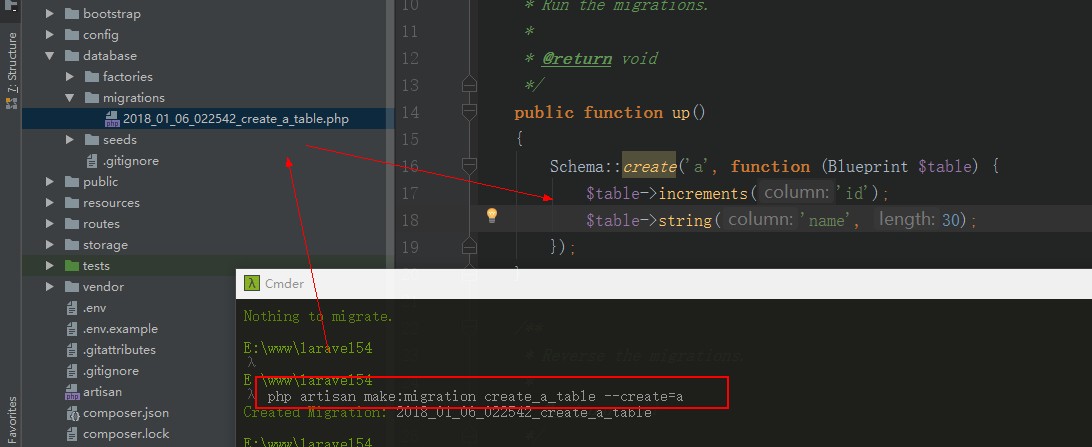 Z: Structure
Favorites
bootstrap
config
database
factories
migrations
2018_01_06_022542_create_a_table.php
seeds
.gitignore
public
resources
routes
storage
tests
vendor
.env
.env.example
.gitattributes
.gitignore
artisan
composer.json
composer.lock
10 * Run the migrations.
11 *
12 * @return void
13 */
14 public function up()
15 {
16 Schema::create('a', function (Blueprint $table) {
17 $table->increments( column: 'id');
18 $table->string( column: 'name', length: 30);
19 });
λ Cmder
Nothing to migrate.
/**
E:\www\laravel54
* Reverse the migrations.
λ
E:\www\laravel54
λ php artisan make:migration create_a_table --create=a
Created Migration: 2018_01_06_022542_create_a_table
E:\www\laravel54